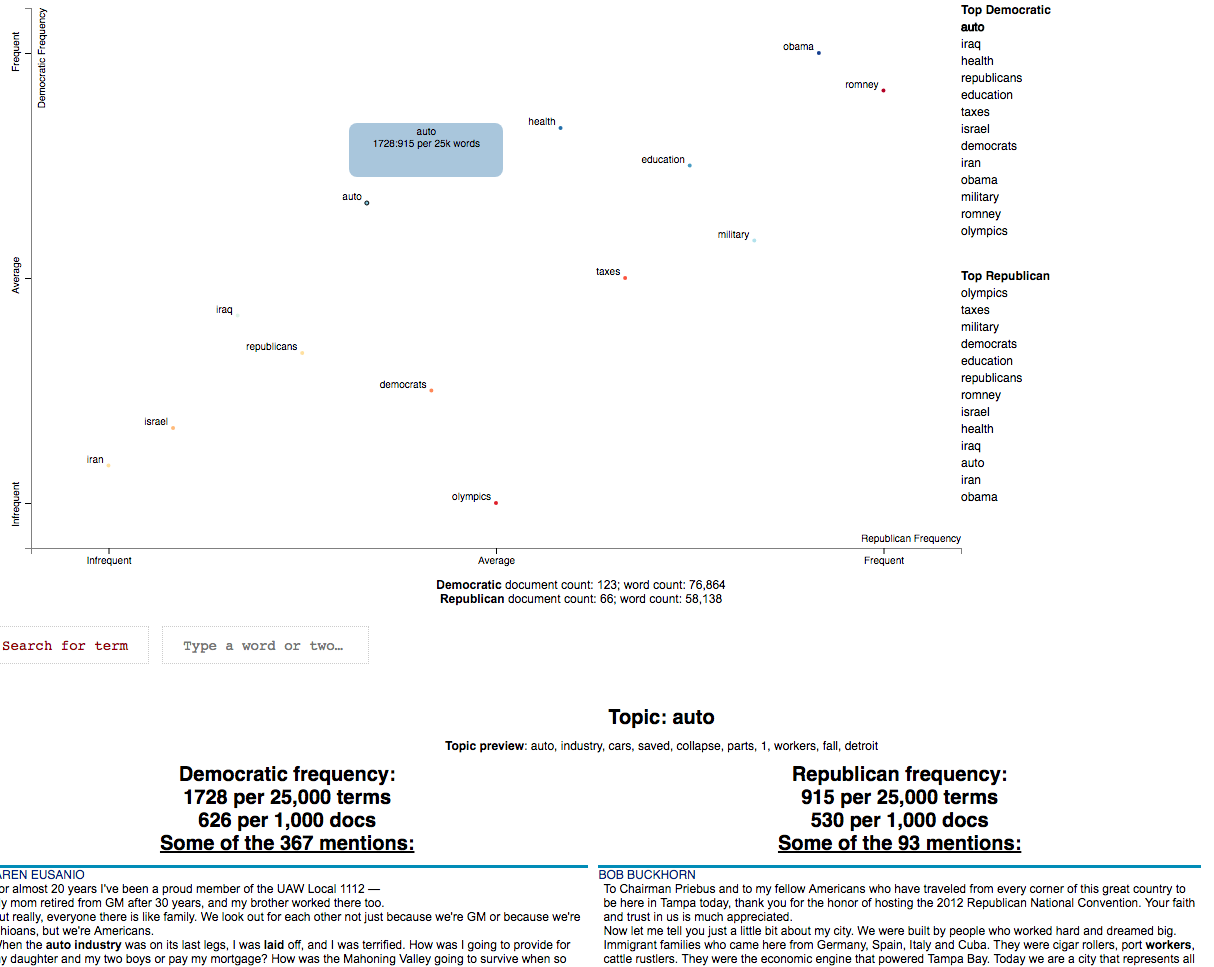 Top Democratic
auto
iraq
health
republicans
education
taxes
israel
democrats
iran
obama
military
romney
olympics
Top Republican
olympics
taxes
military
democrats
education
republicans
romney
israel
health
iraq
auto
iran
obama
Frequent
Democratic Frequency
Average
Infrequent
obama
romney
health
auto
1728:915 per 25k words
education
auto
military
taxes
iraq
republicans
democrats
israel
iran
olympics
Republican Frequency
Infrequent
Average
Frequent
Democratic document count: 123; word count: 76,864
Republican document count: 66; word count: 58,138
Search for term
Type a word or two…
Topic: auto
Topic preview: auto, industry, cars, saved, collapse, parts, 1, workers, fall, detroit
Democratic frequency:
1728 per 25,000 terms
626 per 1,000 docs
Some of the 367 mentions:
AREN EUSANIO
or almost 20 years I've been a proud member of the UAW Local 1112 —
y mom retired from GM after 30 years, and my brother worked there too.
ut really, everyone there is like family. We look out for each other not just because we're GM or because we're
hioans, but we're Americans.
hen the auto industry was on its last legs, I was laid off, and I was terrified. How was I going to provide for
y daughter and my two boys or pay my mortgage? How was the Mahoning Valley going to survive when so
Republican frequency:
915 per 25,000 terms
530 per 1,000 docs
Some of the 93 mentions:
BOB BUCKHORN
To Chairman Priebus and to my fellow Americans who have traveled from every corner of this great country to
be here in Tampa today, thank you for the honor of hosting the 2012 Republican National Convention. Your faith
and trust in us is much appreciated.
Now let me tell you just a little bit about my city. We were built by people who worked hard and dreamed big.
Immigrant families who came here from Germany, Spain, Italy and Cuba. They were cigar rollers, port workers,
cattle rustlers. They were the economic engine that powered Tampa Bay. Today we are a city that represents all